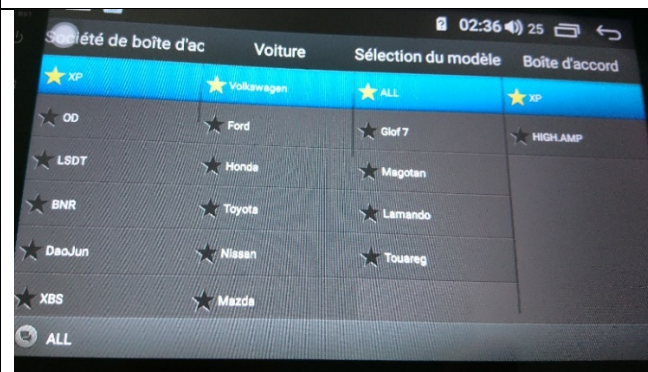 02:36 25
Société de boîte d'ac Voiture Sélection du modèle Boîte d'accord
XP Volkswagen ALL XP
OD Ford Glof 7 HIGH.AMP
LSDT Honda Magotan
BNR Toyota Lamando
DaoJun Nissan Touareg
XBS Mazda
ALL